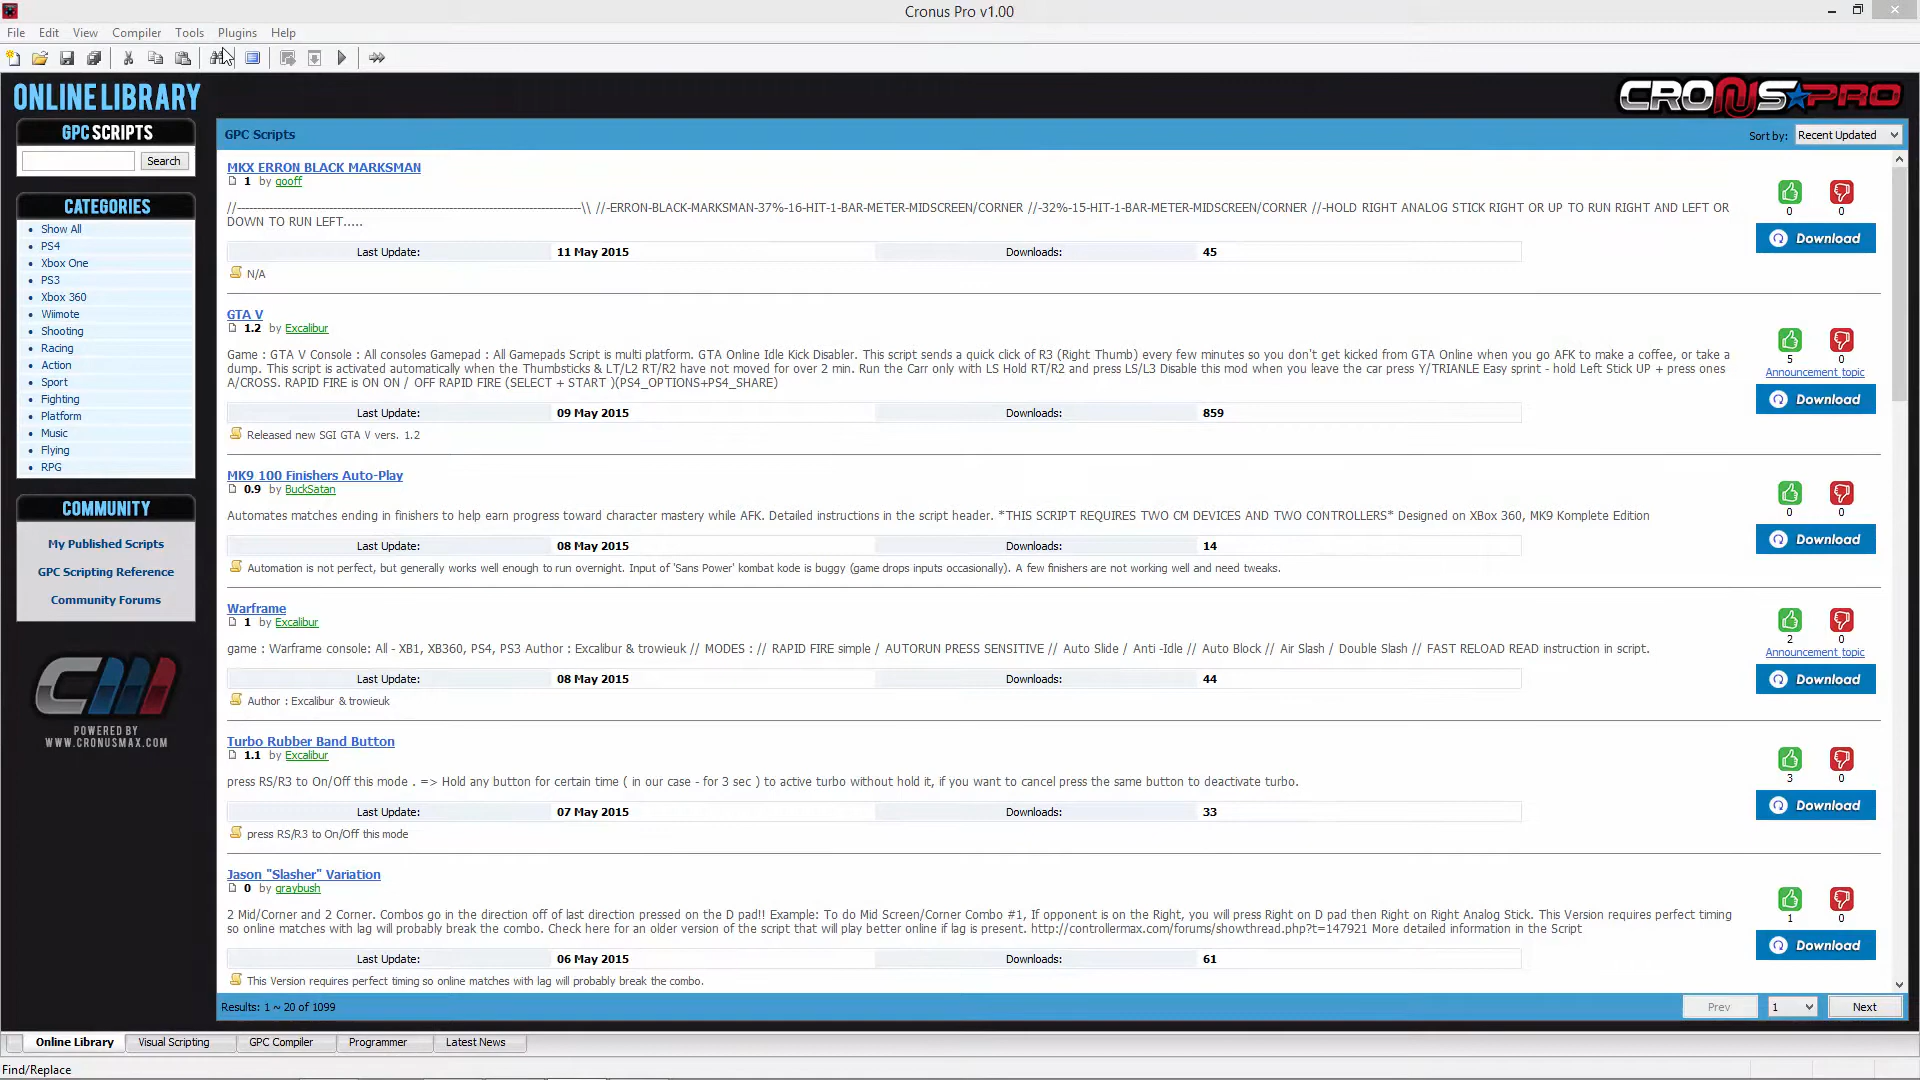 Cronus Pro v1.00
File Edit View Compiler Tools Plugins Help
ONLINE LIBRARY
CRONUS PRO
GPC SCRIPTS
Search
CATEGORIES
Show All
PS4
Xbox One
PS3
Xbox 360
Wiimote
Shooting
Racing
Action
Sport
Fighting
Platform
Music
Flying
RPG
COMMUNITY
My Published Scripts
GPC Scripting Reference
Community Forums
CM
POWERED BY
WWW.CRONUSMAX.COM
GPC Scripts
Sort by: Recent Updated
MKX ERRON BLACK MARKSMAN
1 by gooff
//----------------------------------------------------------------------------------------\\ //-ERRON-BLACK-MARKSMAN-37%-16-HIT-1-BAR-METER-MIDSCREEN/CORNER //-32%-15-HIT-1-BAR-METER-MIDSCREEN/CORNER //-HOLD RIGHT ANALOG STICK RIGHT OR UP TO RUN RIGHT AND LEFT OR
DOWN TO RUN LEFT.....
Last Update: 11 May 2015 Downloads: 45
N/A
0 0
Download
GTA V
1.2 by Excalibur
Game : GTA V Console : All consoles Gamepad : All Gamepads Script is multi platform. GTA Online Idle Kick Disabler. This script sends a quick click of R3 (Right Thumb) every few minutes so you don't get kicked from GTA Online when you go AFK to make a coffee, or take a
dump. This script is activated automatically when the Thumbsticks & LT/L2 RT/R2 have not moved for over 2 min. Run the Carr only with LS Hold RT/R2 and press LS/L3 Disable this mod when you leave the car press Y/TRIANLE Easy sprint - hold Left Stick UP + press ones
A/CROSS. RAPID FIRE is ON ON / OFF RAPID FIRE (SELECT + START )(PS4_OPTIONS+PS4_SHARE)
Last Update: 09 May 2015 Downloads: 859
Released new SGI GTA V vers. 1.2
5 0
Announcement topic
Download
MK9 100 Finishers Auto-Play
0.9 by BuckSatan
Automates matches ending in finishers to help earn progress toward character mastery while AFK. Detailed instructions in the script header. *THIS SCRIPT REQUIRES TWO CM DEVICES AND TWO CONTROLLERS* Designed on XBox 360, MK9 Komplete Edition
Last Update: 08 May 2015 Downloads: 14
Automation is not perfect, but generally works well enough to run overnight. Input of 'Sans Power' kombat kode is buggy (game drops inputs occasionally). A few finishers are not working well and need tweaks.
0 0
Download
Warframe
1 by Excalibur
game : Warframe console: All - XB1, XB360, PS4, PS3 Author : Excalibur & trowieuk // MODES : // RAPID FIRE simple / AUTORUN PRESS SENSITIVE // Auto Slide / Anti -Idle // Auto Block // Air Slash / Double Slash // FAST RELOAD READ instruction in script.
Last Update: 08 May 2015 Downloads: 44
Author : Excalibur & trowieuk
2 0
Announcement topic
Download
Turbo Rubber Band Button
1.1 by Excalibur
press RS/R3 to On/Off this mode . => Hold any button for certain time ( in our case - for 3 sec ) to active turbo without hold it, if you want to cancel press the same button to deactivate turbo.
Last Update: 07 May 2015 Downloads: 33
press RS/R3 to On/Off this mode
3 0
Download
Jason "Slasher" Variation
0 by graybush
2 Mid/Corner and 2 Corner. Combos go in the direction off of last direction pressed on the D pad!! Example: To do Mid Screen/Corner Combo #1, If opponent is on the Right, you will press Right on D pad then Right on Right Analog Stick. This Version requires perfect timing
so online matches with lag will probably break the combo. Check here for an older version of the script that will play better online if lag is present. http://controllermax.com/forums/showthread.php?t=147921 More detailed information in the Script
Last Update: 06 May 2015 Downloads: 61
This Version requires perfect timing so online matches with lag will probably break the combo.
1 0
Download
Results: 1 ~ 20 of 1099
Prev 1 Next
Online Library Visual Scripting GPC Compiler Programmer Latest News
Find/Replace